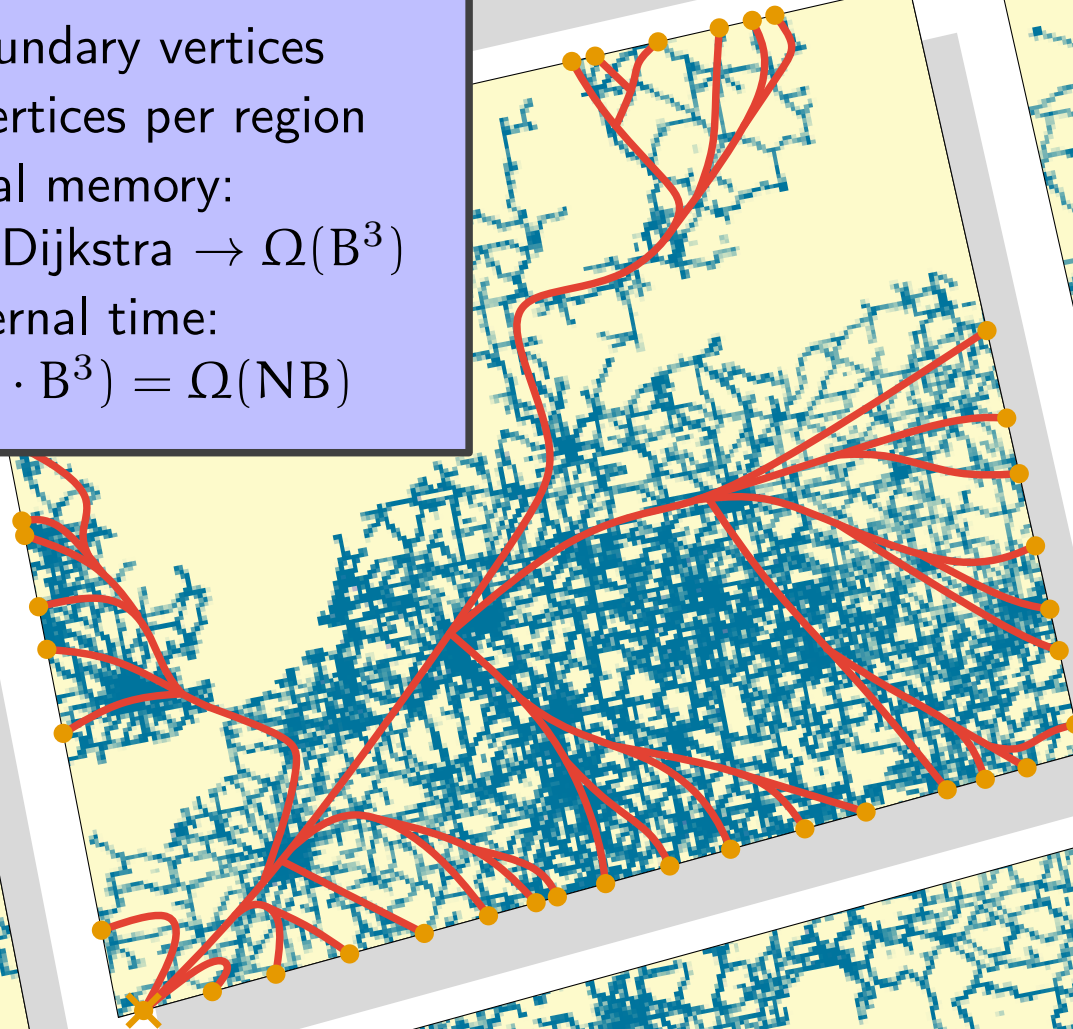 undary vertices
ertices per region
al memory:
Dijkstra → Ω(B³)
ernal time:
· B³) = Ω(NB)